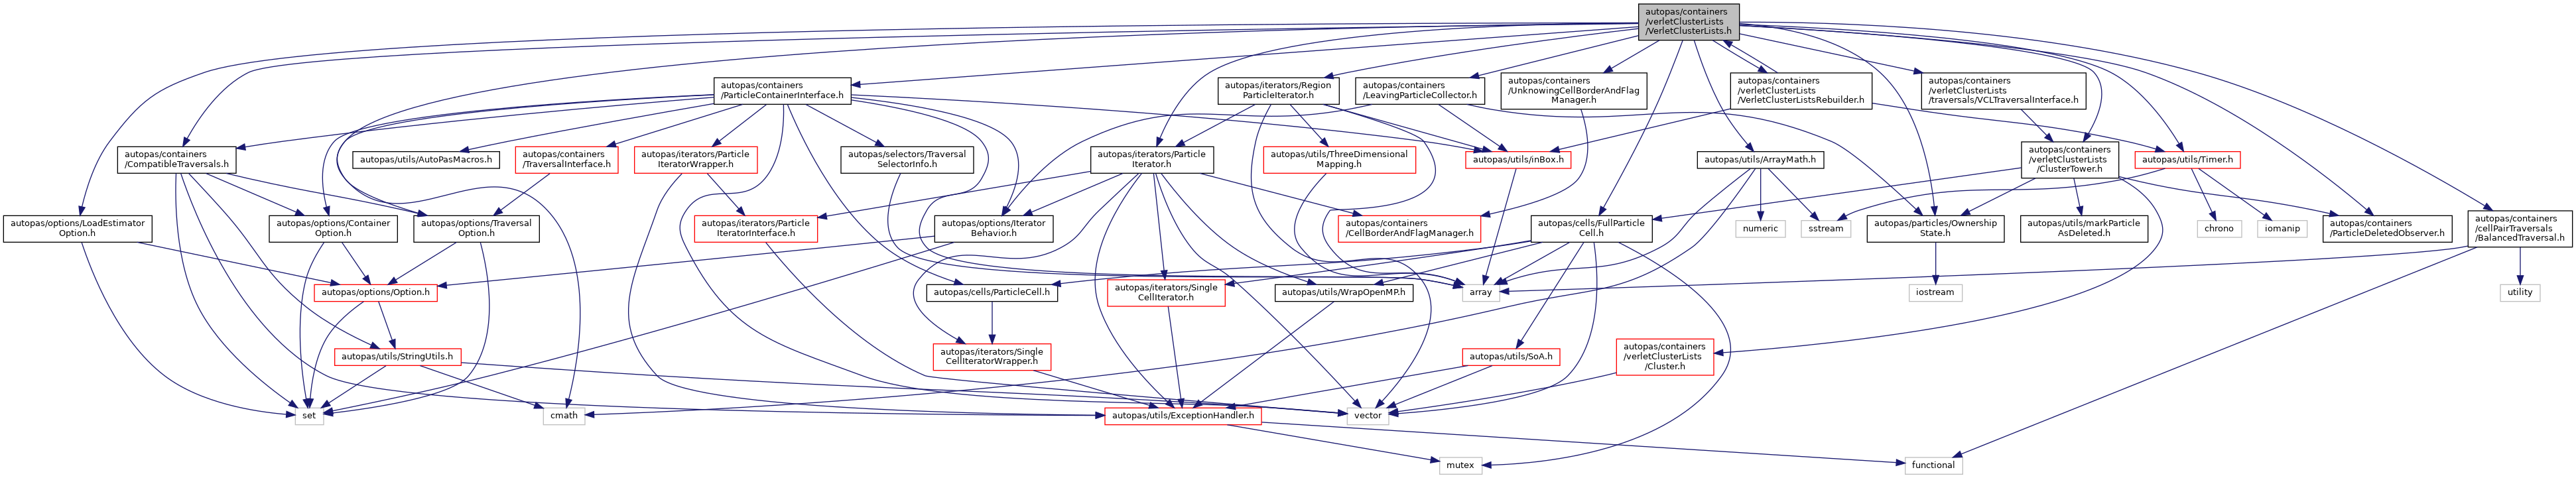 autopas/containers
/verletClusterLists
/VerletClusterLists.h
autopas/containers
/ParticleContainerInterface.h
autopas/iterators/Region
ParticleIterator.h
autopas/containers
/LeavingParticleCollector.h
autopas/containers
/UnknowingCellBorderAndFlag
Manager.h
autopas/containers
/verletClusterLists
/VerletClusterListsRebuilder.h
autopas/containers
/verletClusterLists
/traversals/VCLTraversalInterface.h
autopas/containers
/CompatibleTraversals.h
autopas/utils/AutoPasMacros.h
autopas/containers
/TraversalInterface.h
autopas/iterators/Particle
IteratorWrapper.h
autopas/selectors/Traversal
SelectorInfo.h
autopas/iterators/Particle
Iterator.h
autopas/utils/ThreeDimensional
Mapping.h
autopas/utils/inBox.h
autopas/utils/ArrayMath.h
autopas/containers
/verletClusterLists
/ClusterTower.h
autopas/utils/Timer.h
autopas/options/LoadEstimator
Option.h
autopas/options/Container
Option.h
autopas/options/Traversal
Option.h
autopas/iterators/Particle
IteratorInterface.h
autopas/options/Iterator
Behavior.h
autopas/containers
/CellBorderAndFlagManager.h
autopas/cells/FullParticle
Cell.h
numeric
sstream
autopas/particles/Ownership
State.h
autopas/utils/markParticle
AsDeleted.h
chrono
iomanip
autopas/containers
/ParticleDeletedObserver.h
autopas/containers
/cellPairTraversals
/BalancedTraversal.h
autopas/options/Option.h
autopas/cells/ParticleCell.h
autopas/iterators/Single
CellIterator.h
autopas/utils/WrapOpenMP.h
array
iostream
utility
autopas/utils/StringUtils.h
autopas/iterators/Single
CellIteratorWrapper.h
autopas/utils/SoA.h
autopas/containers
/verletClusterLists
/Cluster.h
set
cmath
autopas/utils/ExceptionHandler.h
vector
mutex
functional